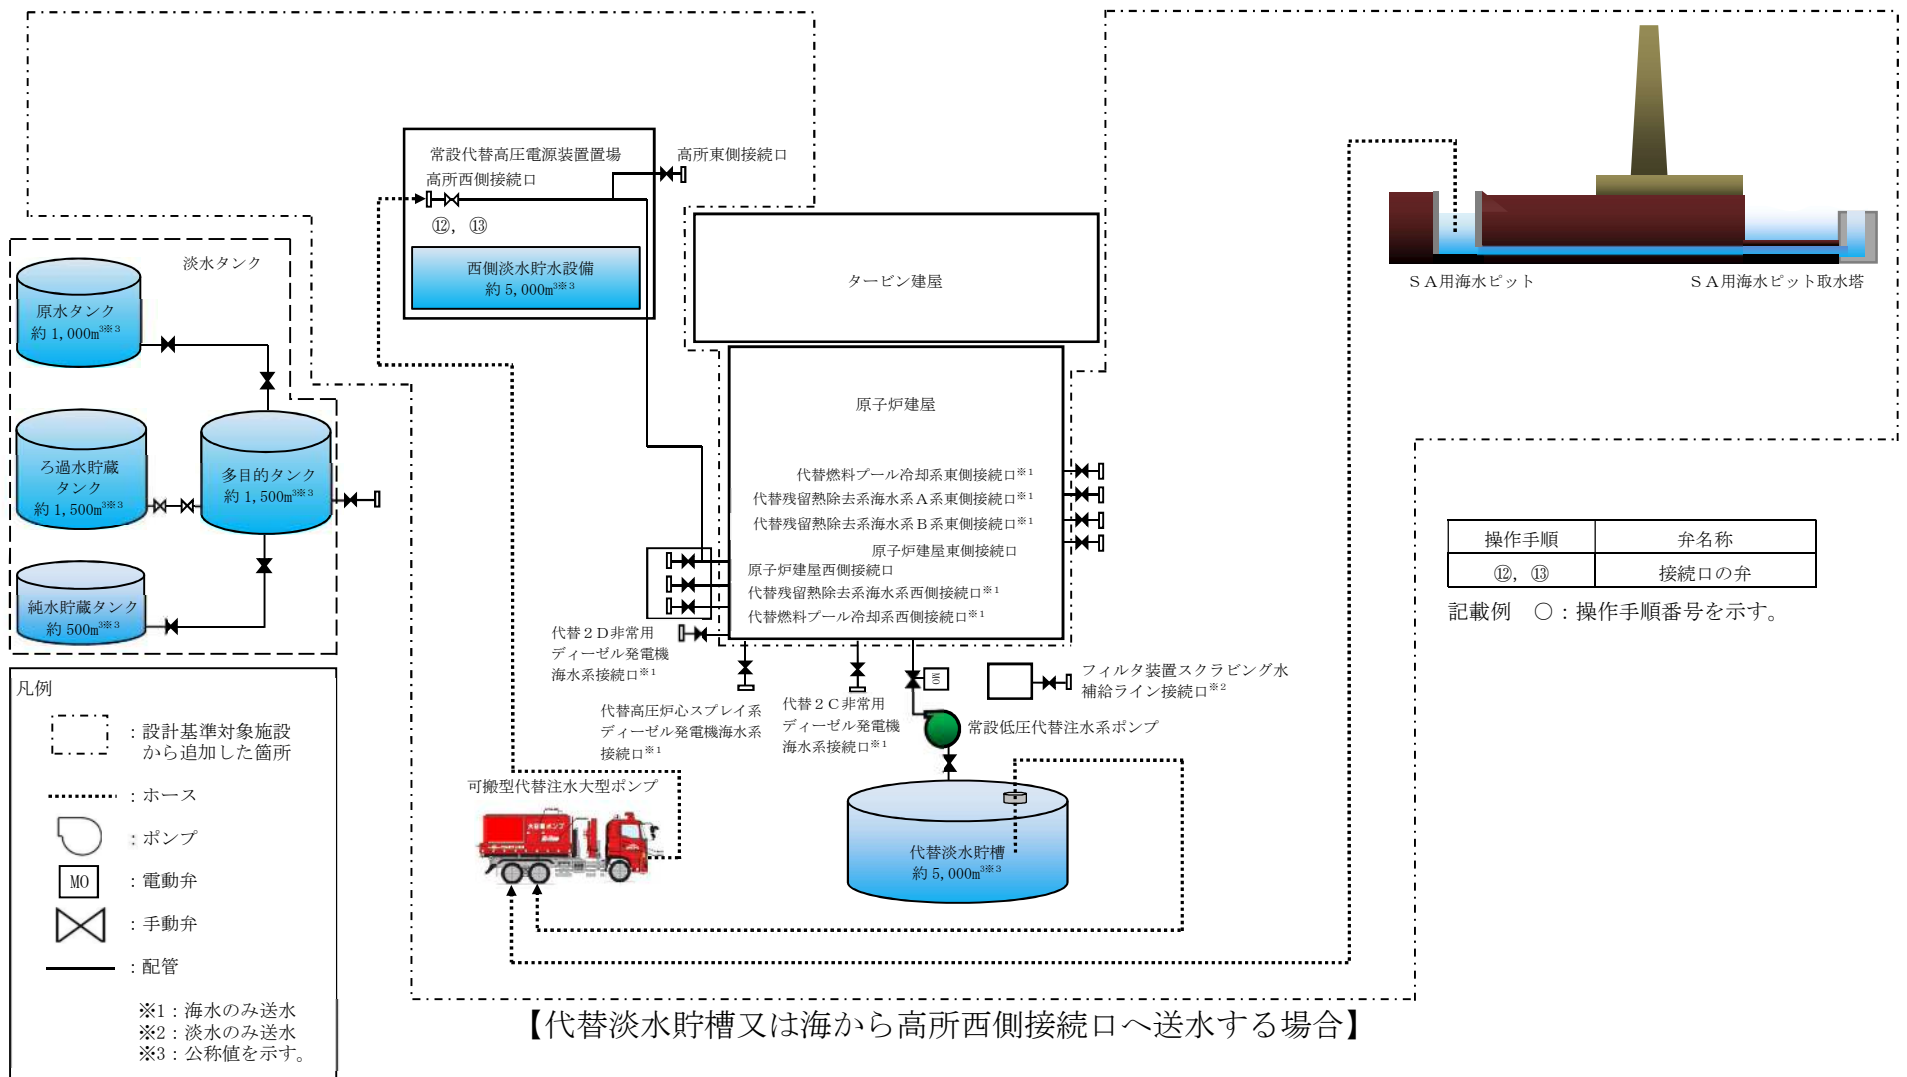 常設代替高圧電源装置置場
高所西側接続口
⑫，⑬
高所東側接続口
西側淡水貯水設備
約5,000m³※3
淡水タンク
原水タンク
約1,000m³※3
ろ過水貯蔵
タンク
約1,500m³※3
多目的タンク
約1,500m³※3
純水貯蔵タンク
約500m³※3
タービン建屋
原子炉建屋
代替燃料プール冷却系東側接続口※1
代替残留熱除去系海水系A系東側接続口※1
代替残留熱除去系海水系B系東側接続口※1
原子炉建屋東側接続口
原子炉建屋西側接続口
代替残留熱除去系海水系西側接続口※1
代替燃料プール冷却系西側接続口※1
代替2D非常用
ディーゼル発電機
海水系接続口※1
代替高圧炉心スプレイ系
ディーゼル発電機海水系
接続口※1
代替2C非常用
ディーゼル発電機
海水系接続口※1
MO
フィルタ装置スクラビング水
補給ライン接続口※2
常設低圧代替注水系ポンプ
可搬型代替注水大型ポンプ
代替淡水貯槽
約5,000m³※3
SA用海水ピット
SA用海水ピット取水塔
操作手順 弁名称
⑫，⑬ 接続口の弁
記載例　○：操作手順番号を示す。
凡例
：設計基準対象施設
から追加した箇所
：ホース
：ポンプ
MO ：電動弁
：手動弁
：配管
※1：海水のみ送水
※2：淡水のみ送水
※3：公称値を示す。
【代替淡水貯槽又は海から高所西側接続口へ送水する場合】